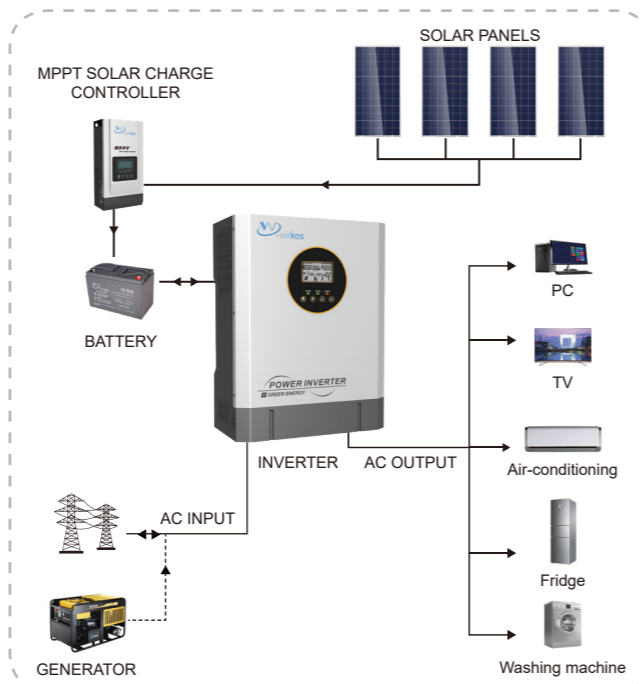 SOLAR PANELS
MPPT SOLAR CHARGE
CONTROLLER
BATTERY
POWER INVERTER
GREEN ENERGY
INVERTER
AC OUTPUT
AC INPUT
GENERATOR
PC
TV
Air-conditioning
Fridge
Washing machine